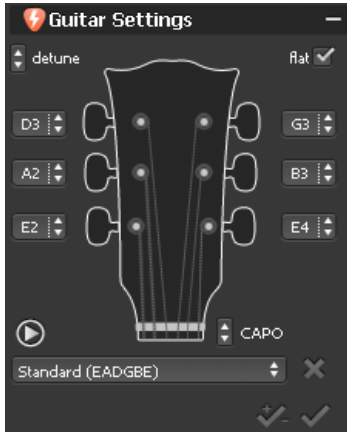 Guitar Settings
detune flat
D3 G3
A2 B3
E2 E4
CAPO
Standard (EADGBE)